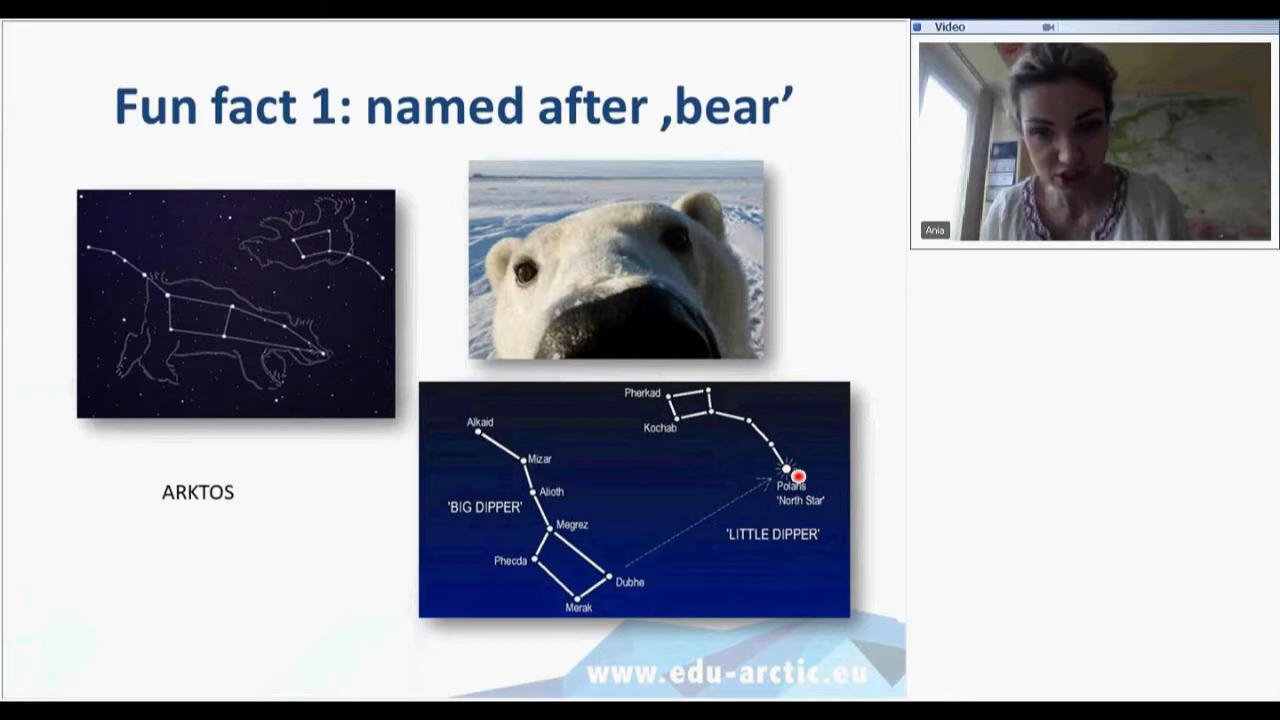 Fun fact 1: named after ‚bear’
Video
Ania
Pherkad
Kochab
Alkaid
Mizar
Alioth
'BIG DIPPER'
Megrez
Phecda
Dubhe
Merak
Polaris
'North Star'
'LITTLE DIPPER'
ARKTOS
www.edu-arctic.eu